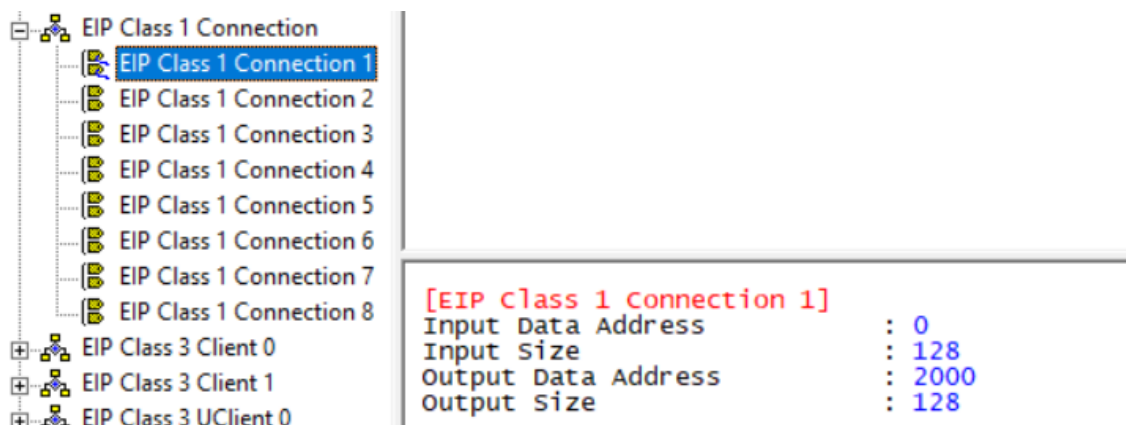 EIP Class 1 Connection
EIP Class 1 Connection 1
EIP Class 1 Connection 2
EIP Class 1 Connection 3
EIP Class 1 Connection 4
EIP Class 1 Connection 5
EIP Class 1 Connection 6
EIP Class 1 Connection 7
EIP Class 1 Connection 8
EIP Class 3 Client 0
EIP Class 3 Client 1
EIP Class 3 UClient 0
[EIP Class 1 Connection 1]
Input Data Address : 0
Input Size : 128
Output Data Address : 2000
Output Size : 128